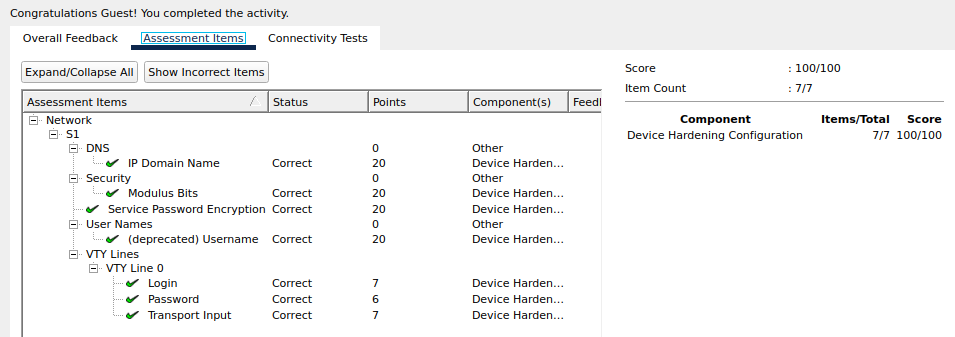 Congratulations Guest! You completed the activity.
Overall Feedback Assessment Items Connectivity Tests
Expand/Collapse All Show Incorrect Items
Assessment Items Status Points Component(s) Feedl
Network
S1
DNS 0 Other
IP Domain Name Correct 20 Device Harden...
Security 0 Other
Modulus Bits Correct 20 Device Harden...
Service Password Encryption Correct 20 Device Harden...
User Names 0 Other
(deprecated) Username Correct 20 Device Harden...
VTY Lines
VTY Line 0
Login Correct 7 Device Harden...
Password Correct 6 Device Harden...
Transport Input Correct 7 Device Harden...
Score : 100/100
Item Count : 7/7
Component Items/Total Score
Device Hardening Configuration 7/7 100/100